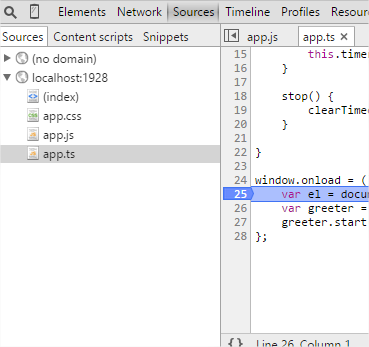 Elements Network Sources Timeline Profiles Resour
Sources Content scripts Snippets
(no domain)
localhost:1928
(index)
app.css
app.js
app.ts
app.js app.ts ×
15 this.timer
16 }
17
18 stop() {
19 clearTimeo
20 }
21
22 }
23
24 window.onload = (
25 var el = docu
26 var greeter =
27 greeter.start
28 };
{} Line 26, Column 1